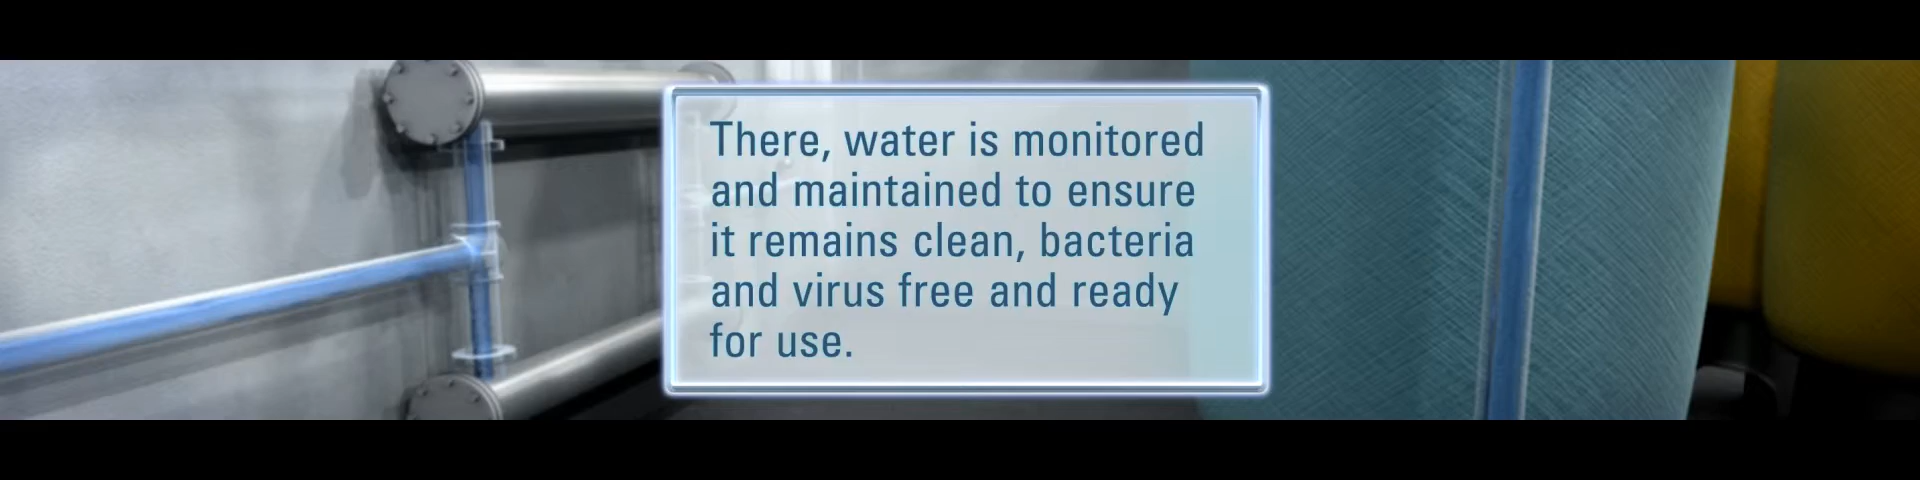 There, water is monitored
and maintained to ensure
it remains clean, bacteria
and virus free and ready
for use.